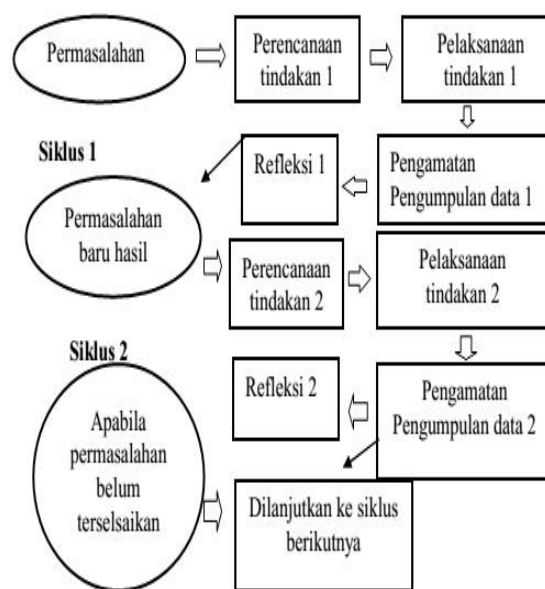 Permasalahan
Perencanaan
tindakan 1
Pelaksanaan
tindakan 1
Siklus 1
Refleksi 1
Pengamatan
Pengumpulan data 1
Permasalahan
baru hasil
Perencanaan
tindakan 2
Pelaksanaan
tindakan 2
Siklus 2
Refleksi 2
Pengamatan
Pengumpulan data 2
Apabila
permasalahan
belum
terselsaikan
Dilanjutkan ke siklus
berikutnya